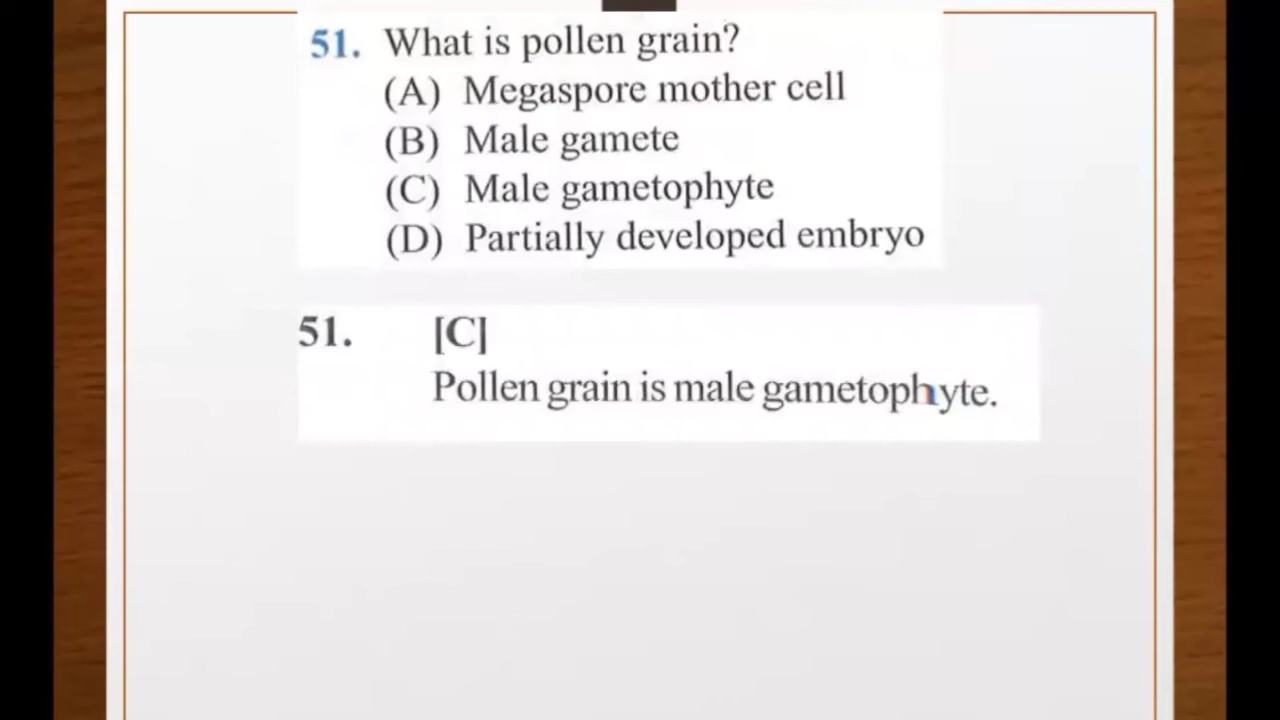 51. What is pollen grain?
(A) Megaspore mother cell
(B) Male gamete
(C) Male gametophyte
(D) Partially developed embryo
51. [C]
Pollen grain is male gametophyte.